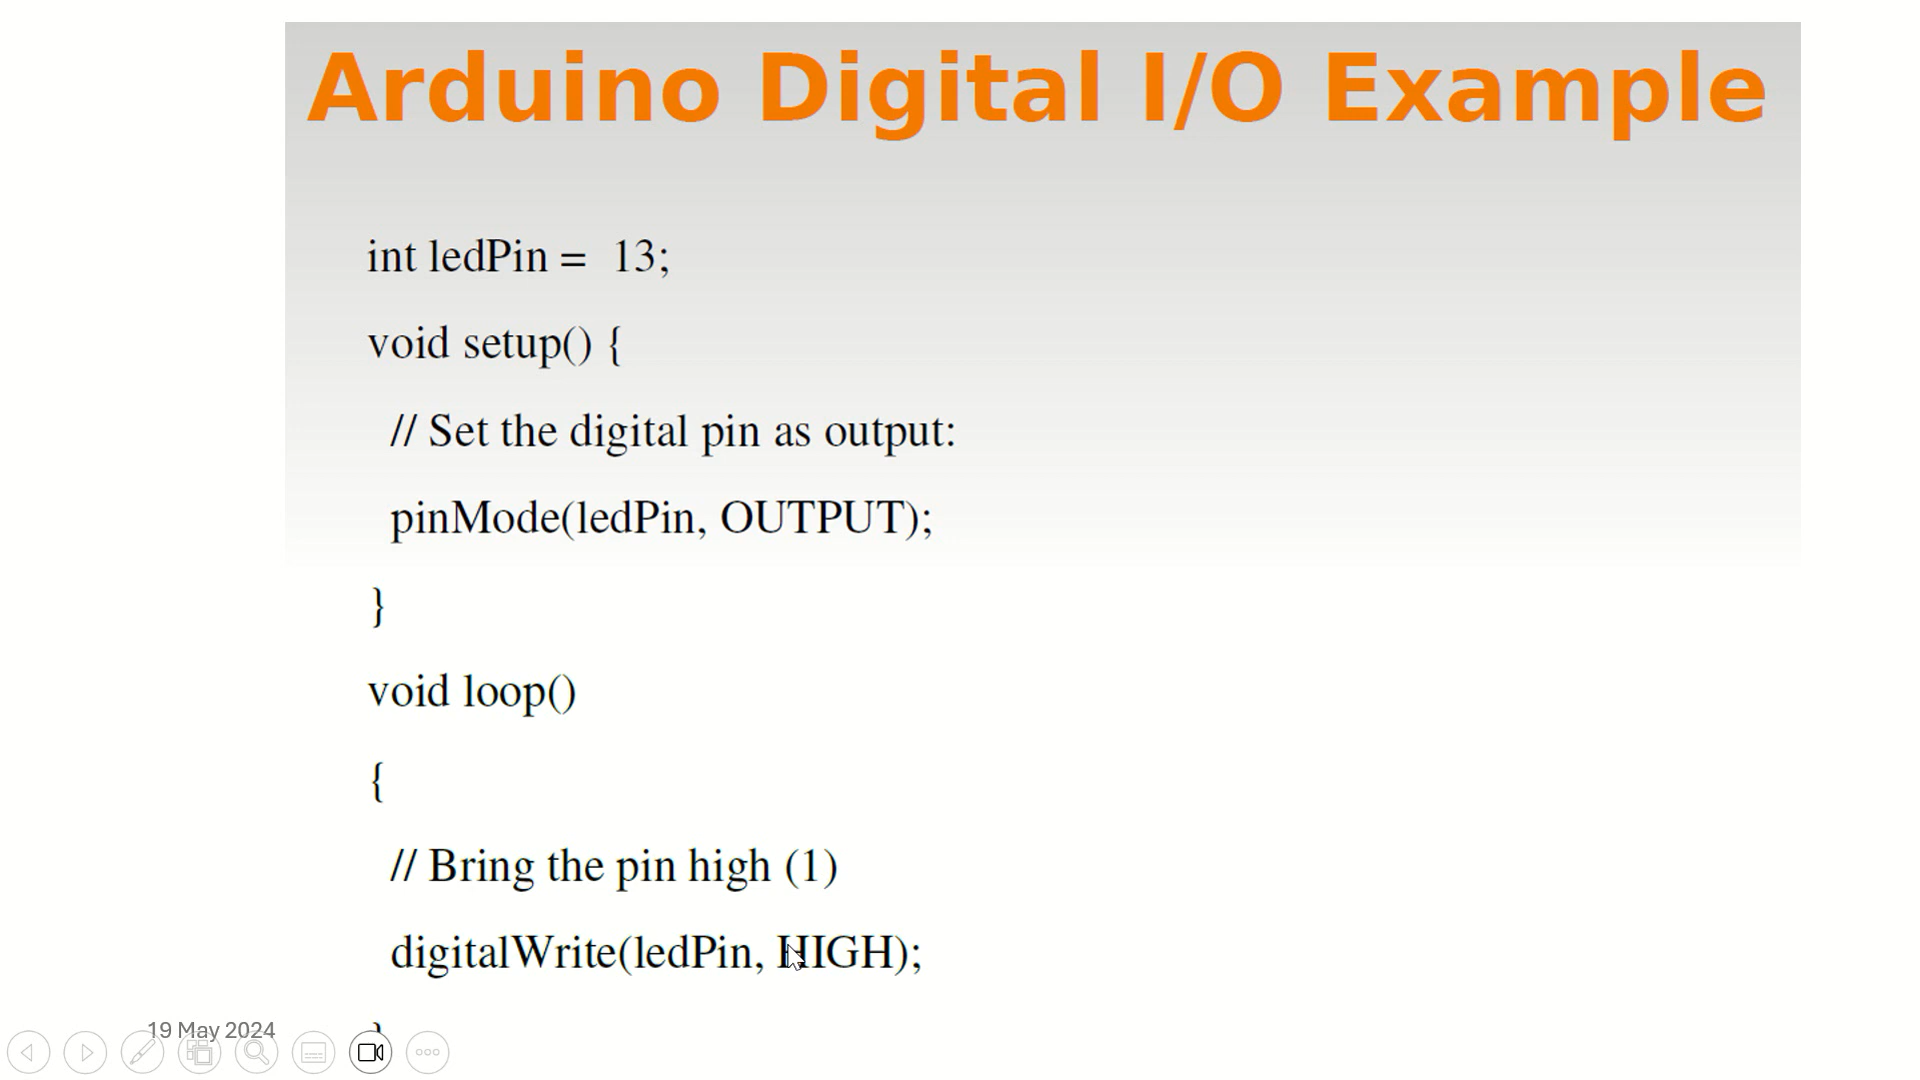 Arduino Digital I/O Example
int ledPin =  13;
void setup() {
// Set the digital pin as output:
pinMode(ledPin, OUTPUT);
}
void loop()
{
// Bring the pin high (1)
digitalWrite(ledPin, HIGH);
}
19 May 2024